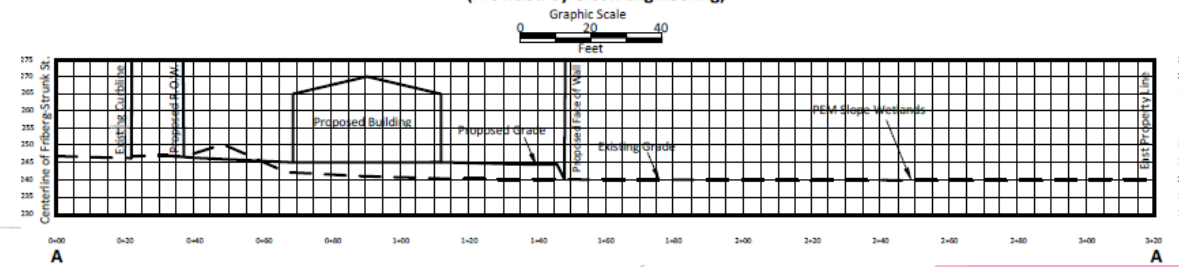 Graphic Scale
0 20 40
Feet
275
270
265
260
255
250
245
240
235
230
Centerline of Friberg-Strunk St.
Existing Curbline
Proposed R.O.W.
Proposed Building
Proposed Grade
Proposed Face of Wall
Existing Grade
PEM Slope Wetlands
East Property Line
0+00 0+20 0+40 0+60 0+80 1+00 1+20 1+40 1+60 1+80 2+00 2+20 2+40 2+60 2+80 3+00 3+20
A A